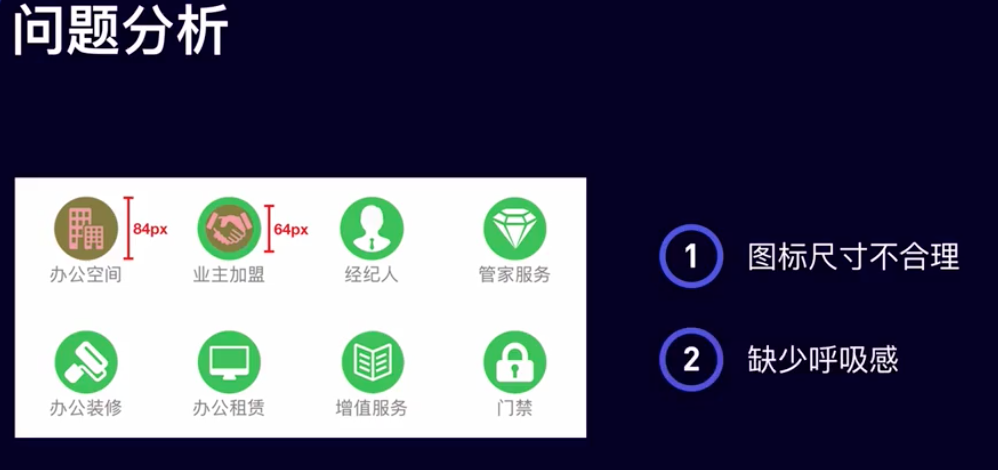 问题分析
84px
64px
办公空间 业主加盟 经纪人 管家服务
办公装修 办公租赁 增值服务 门禁
1 图标尺寸不合理
2 缺少呼吸感